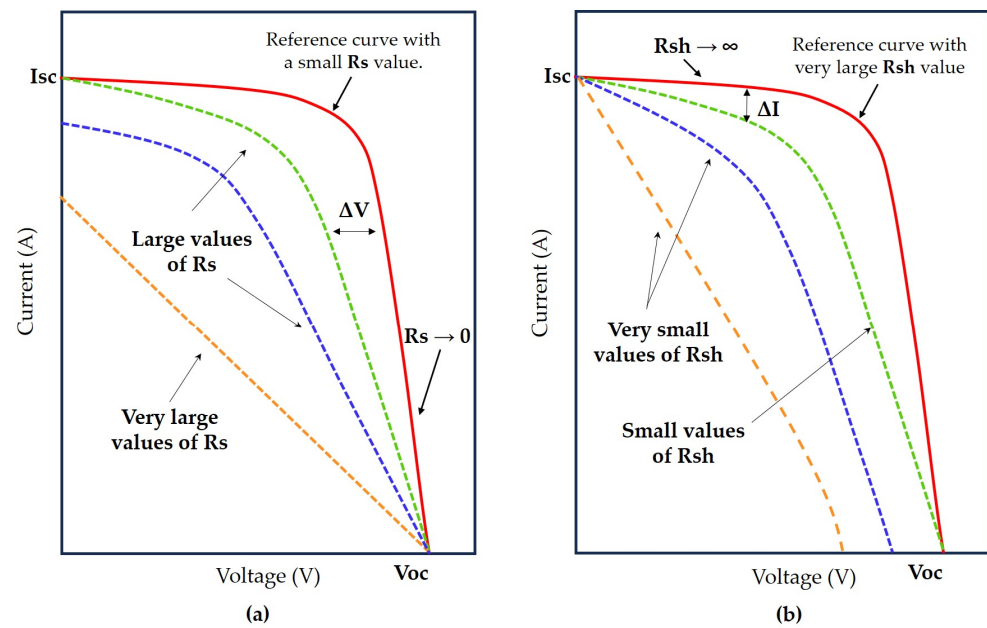 Reference curve with
a small Rs value.
Isc
ΔV
Large values
of Rs
Rs → 0
Very large
values of Rs
Current (A)
Voltage (V)
Voc
(a)
Rsh → ∞
Reference curve with
very large Rsh value
Isc
ΔI
Very small
values of Rsh
Small values
of Rsh
Current (A)
Voltage (V)
Voc
(b)